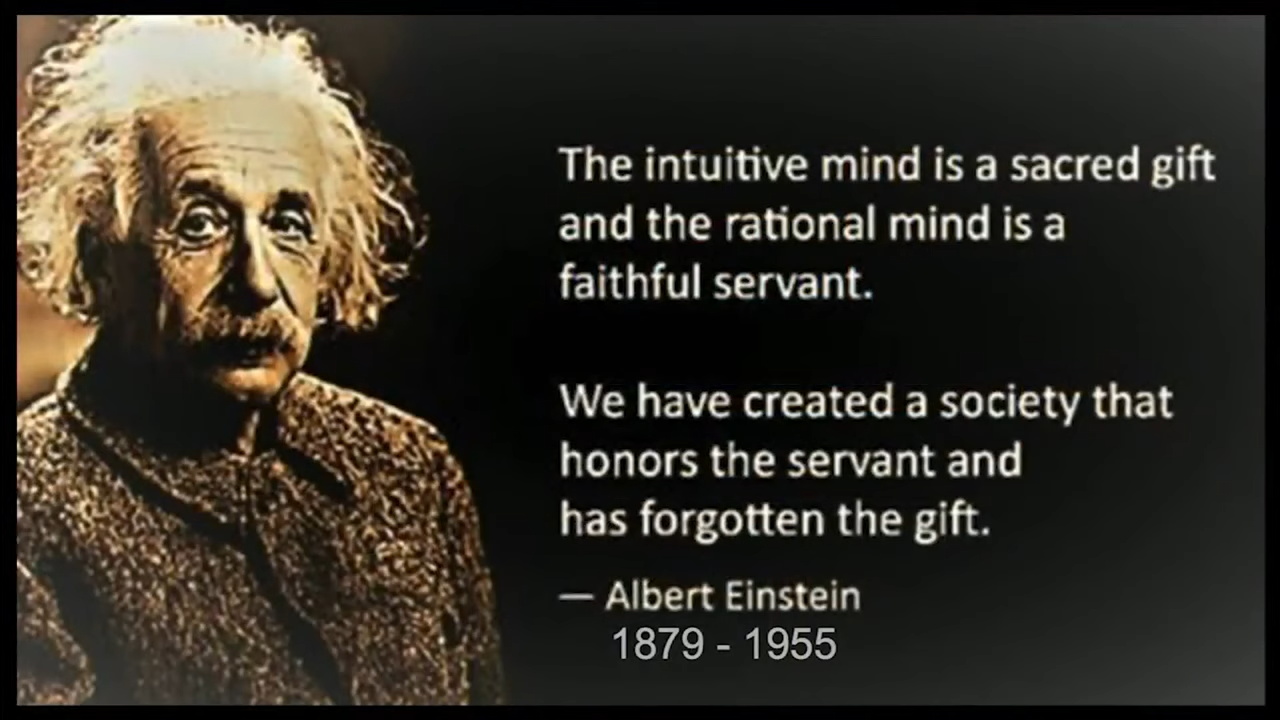 The intuitive mind is a sacred gift
and the rational mind is a
faithful servant.
We have created a society that
honors the servant and
has forgotten the gift.
— Albert Einstein
1879 - 1955